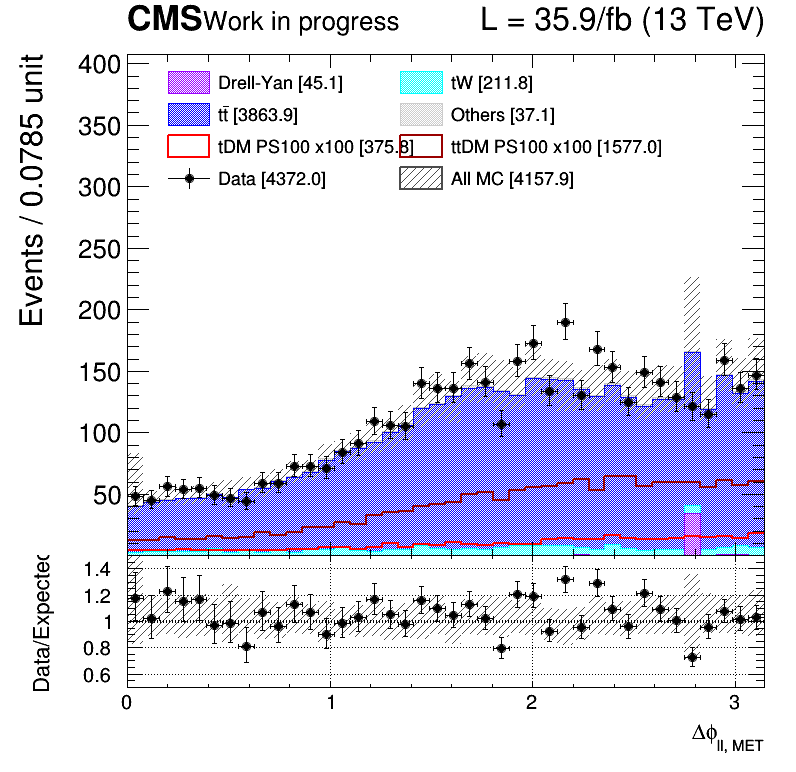 CMS Work in progress L = 35.9/fb (13 TeV)
Events / 0.0785 unit
400
350
300
250
200
150
100
50
Drell-Yan [45.1] tW [211.8]
tt̄ [3863.9] Others [37.1]
tDM PS100 x100 [375.8] ttDM PS100 x100 [1577.0]
Data [4372.0] All MC [4157.9]
Data/Expected
1.4
1.2
1
0.8
0.6
0 1 2 3
Δϕll, MET